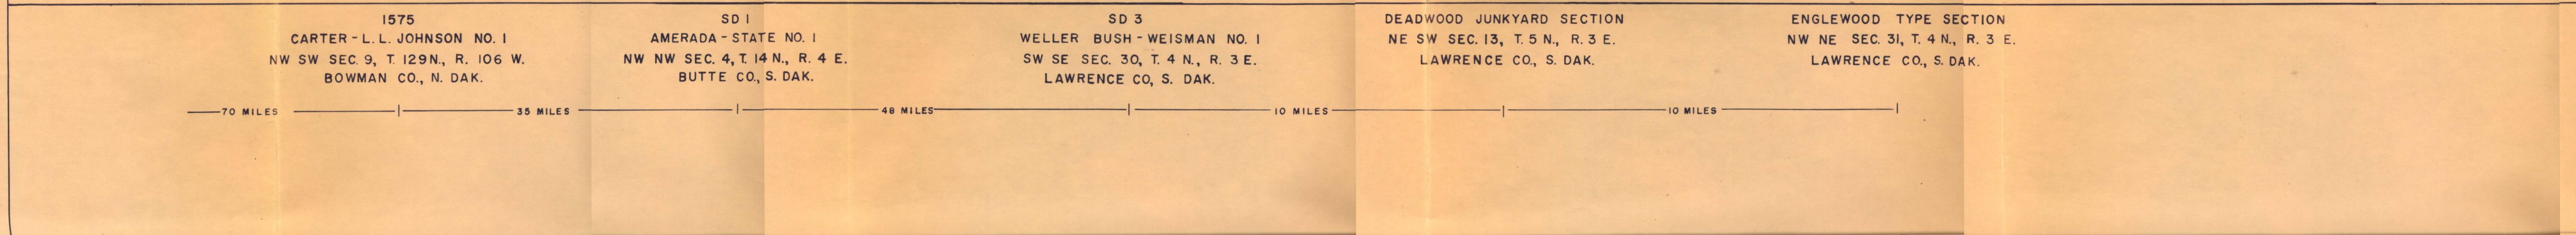 1575
CARTER - L. L. JOHNSON NO. 1
NW SW SEC. 9, T. 129 N., R. 106 W.
BOWMAN CO., N. DAK.
SD 1
AMERADA - STATE NO. 1
NW NW SEC. 4, T. 14 N., R. 4 E.
BUTTE CO., S. DAK.
SD 3
WELLER BUSH - WEISMAN NO. 1
SW SE SEC. 30, T. 4 N., R. 3 E.
LAWRENCE CO, S. DAK.
DEADWOOD JUNKYARD SECTION
NE SW SEC. 13, T. 5 N., R. 3 E.
LAWRENCE CO., S. DAK.
ENGLEWOOD TYPE SECTION
NW NE SEC. 31, T. 4 N., R. 3 E.
LAWRENCE CO., S. DAK.
70 MILES 35 MILES 48 MILES 10 MILES 10 MILES